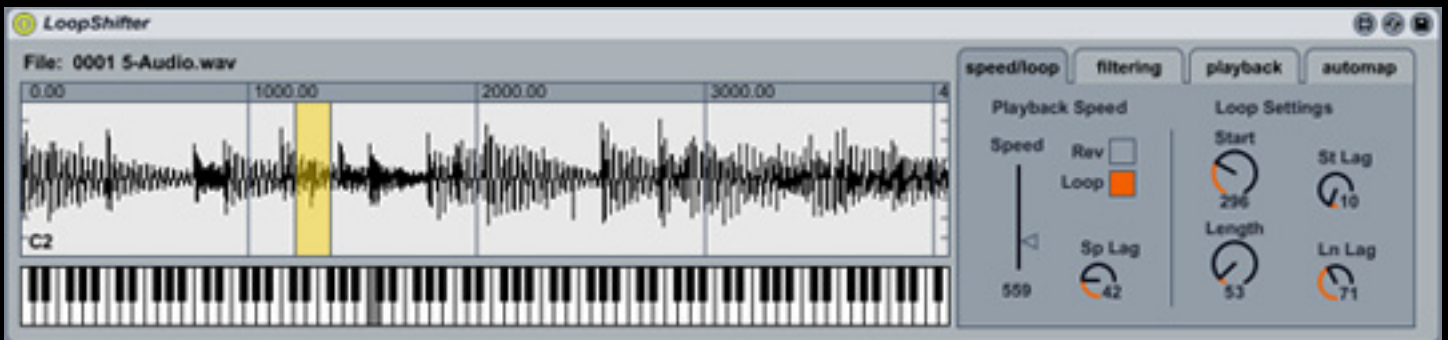 LoopShifter
File: 0001 5-Audio.wav
0.00 1000.00 2000.00 3000.00 4
C2
speed/loop filtering playback automap
Playback Speed
Speed
Rev
Loop
559
Sp Lag
42
Loop Settings
Start
296
St Lag
10
Length
53
Ln Lag
71